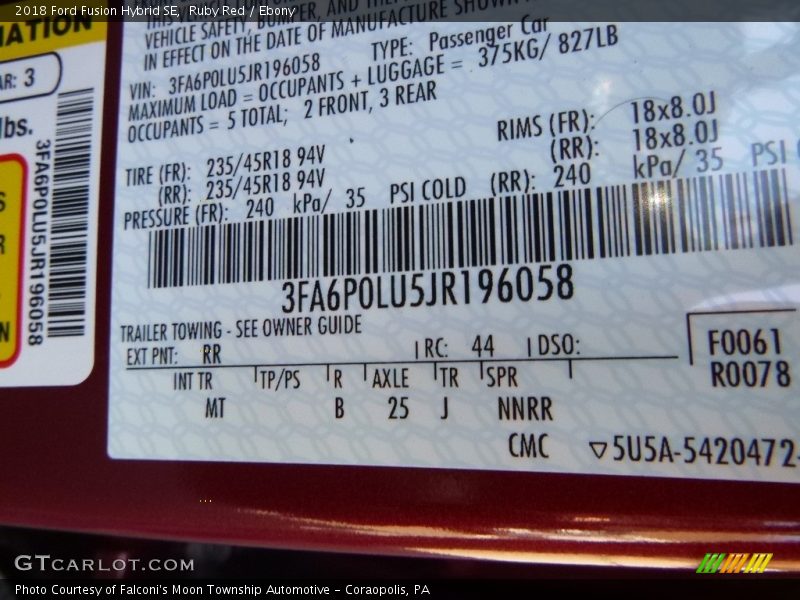 2018 Ford Fusion Hybrid SE, Ruby Red / Ebony
VEHICLE SAFETY, BUMPER, AND
IN EFFECT ON THE DATE OF MANUFACTURE SHOWN
VIN: 3FA6P0LU5JR196058 TYPE: Passenger Car
MAXIMUM LOAD = OCCUPANTS + LUGGAGE = 375KG/ 827LB
OCCUPANTS = 5 TOTAL; 2 FRONT, 3 REAR
TIRE (FR): 235/45R18 94V RIMS (FR): 18x8.0J
(RR): 235/45R18 94V (RR): 18x8.0J
PRESSURE (FR): 240 kPa/ 35 PSI COLD (RR): 240 kPa/ 35 PSI
3FA6P0LU5JR196058
TRAILER TOWING - SEE OWNER GUIDE
EXT PNT: RR RC: 44 DSO: F0061
INT TR TP/PS R AXLE TR SPR R0078
MT B 25 J NNRR
CMC ▽5U5A-5420472-
MATION
AR: 3
lbs.
3FA6P0LU5JR196058
GTCARLOT.COM
Photo Courtesy of Falconi's Moon Township Automotive - Coraopolis, PA